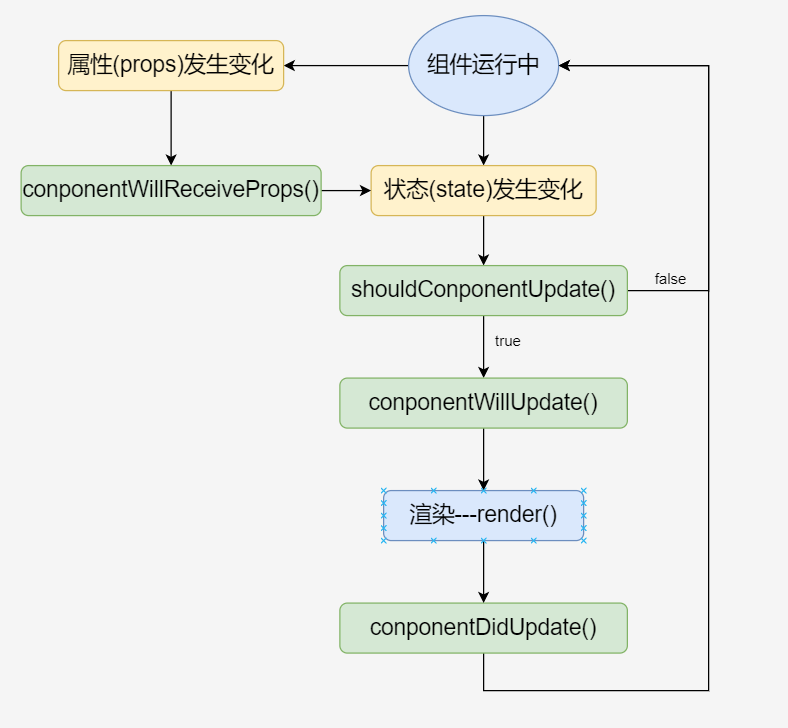 属性(props)发生变化
组件运行中
conponentWillReceiveProps()
状态(state)发生变化
shouldConponentUpdate()
false
true
conponentWillUpdate()
渲染---render()
conponentDidUpdate()